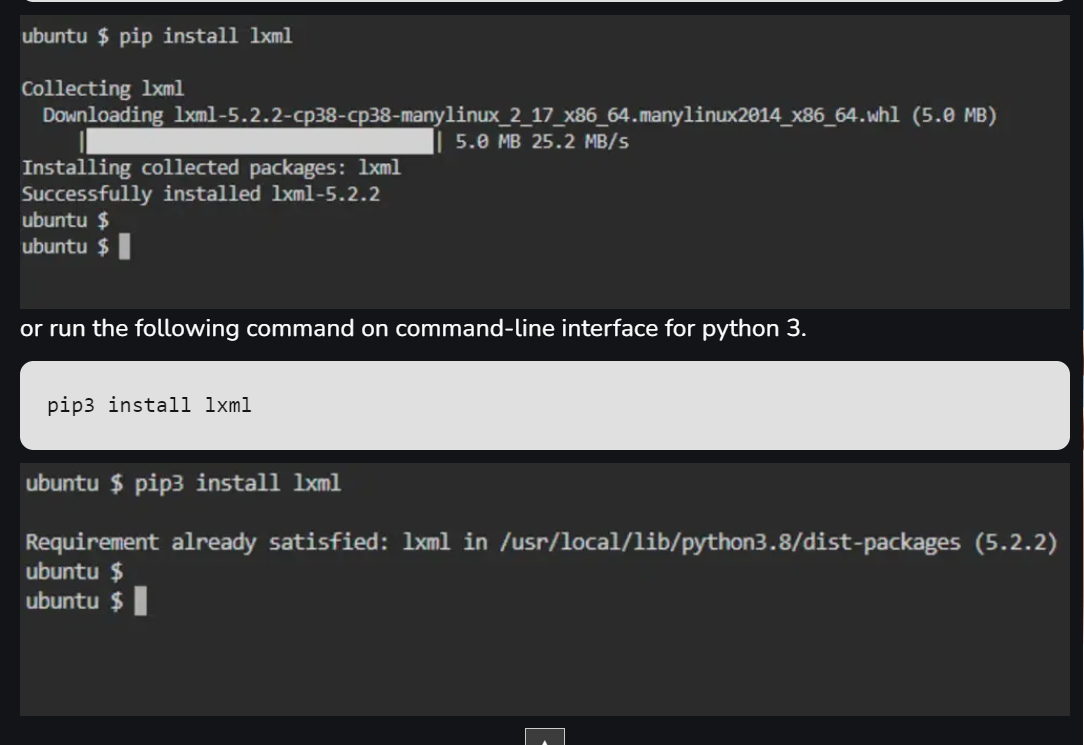 ubuntu $ pip install lxml
Collecting lxml
Downloading lxml-5.2.2-cp38-cp38-manylinux_2_17_x86_64.manylinux2014_x86_64.whl (5.0 MB)
| | 5.0 MB 25.2 MB/s
Installing collected packages: lxml
Successfully installed lxml-5.2.2
ubuntu $
ubuntu $
or run the following command on command-line interface for python 3.
pip3 install lxml
ubuntu $ pip3 install lxml
Requirement already satisfied: lxml in /usr/local/lib/python3.8/dist-packages (5.2.2)
ubuntu $
ubuntu $